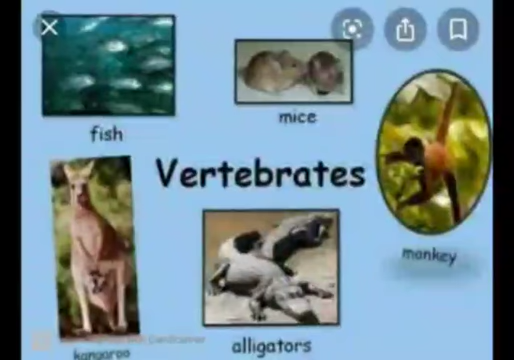 mice
fish
Vertebrates
monkey
alligators
kangaroo